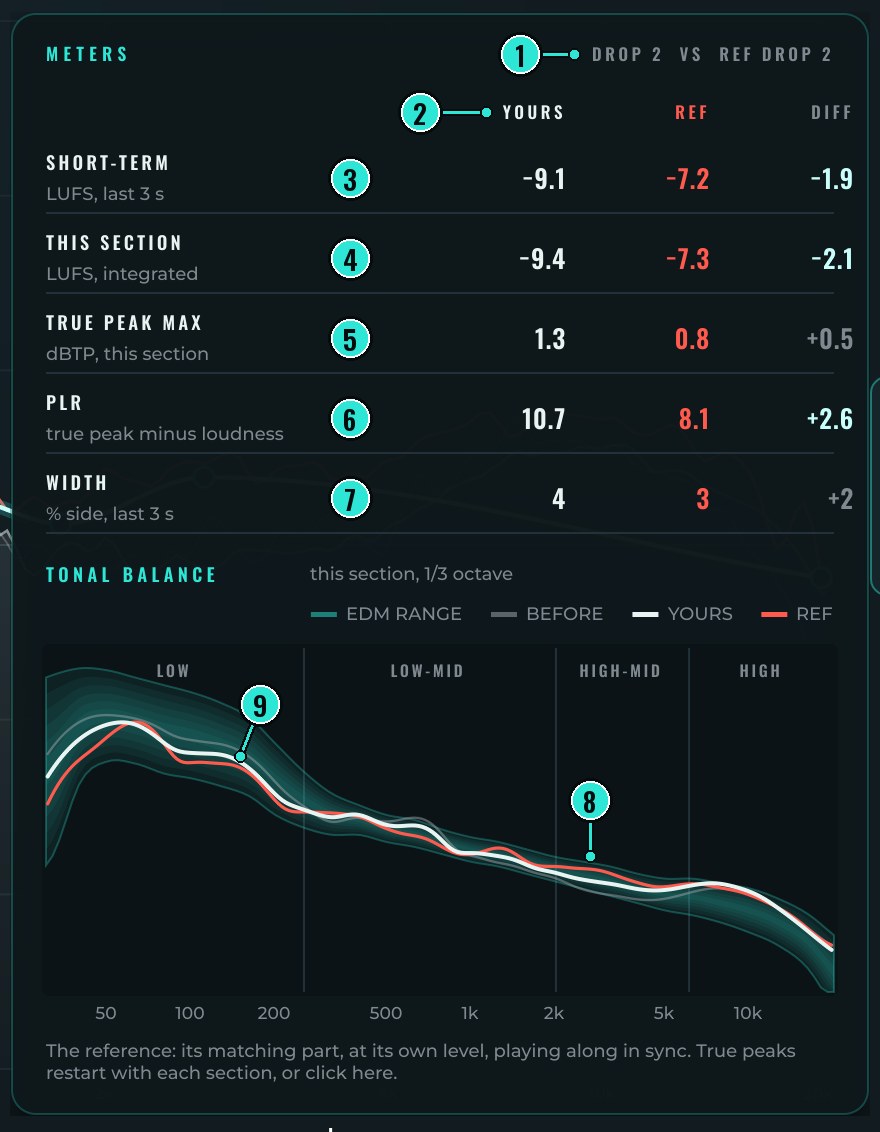 METERS
1
DROP 2 VS REF DROP 2
2
YOURS REF DIFF
SHORT-TERM
LUFS, last 3 s
3
−9.1 −7.2 −1.9
THIS SECTION
LUFS, integrated
4
−9.4 −7.3 −2.1
TRUE PEAK MAX
dBTP, this section
5
1.3 0.8 +0.5
PLR
true peak minus loudness
6
10.7 8.1 +2.6
WIDTH
% side, last 3 s
7
4 3 +2
TONAL BALANCE this section, 1/3 octave
EDM RANGE BEFORE YOURS REF
LOW LOW-MID HIGH-MID HIGH
9
8
50 100 200 500 1k 2k 5k 10k
The reference: its matching part, at its own level, playing along in sync. True peaks
restart with each section, or click here.